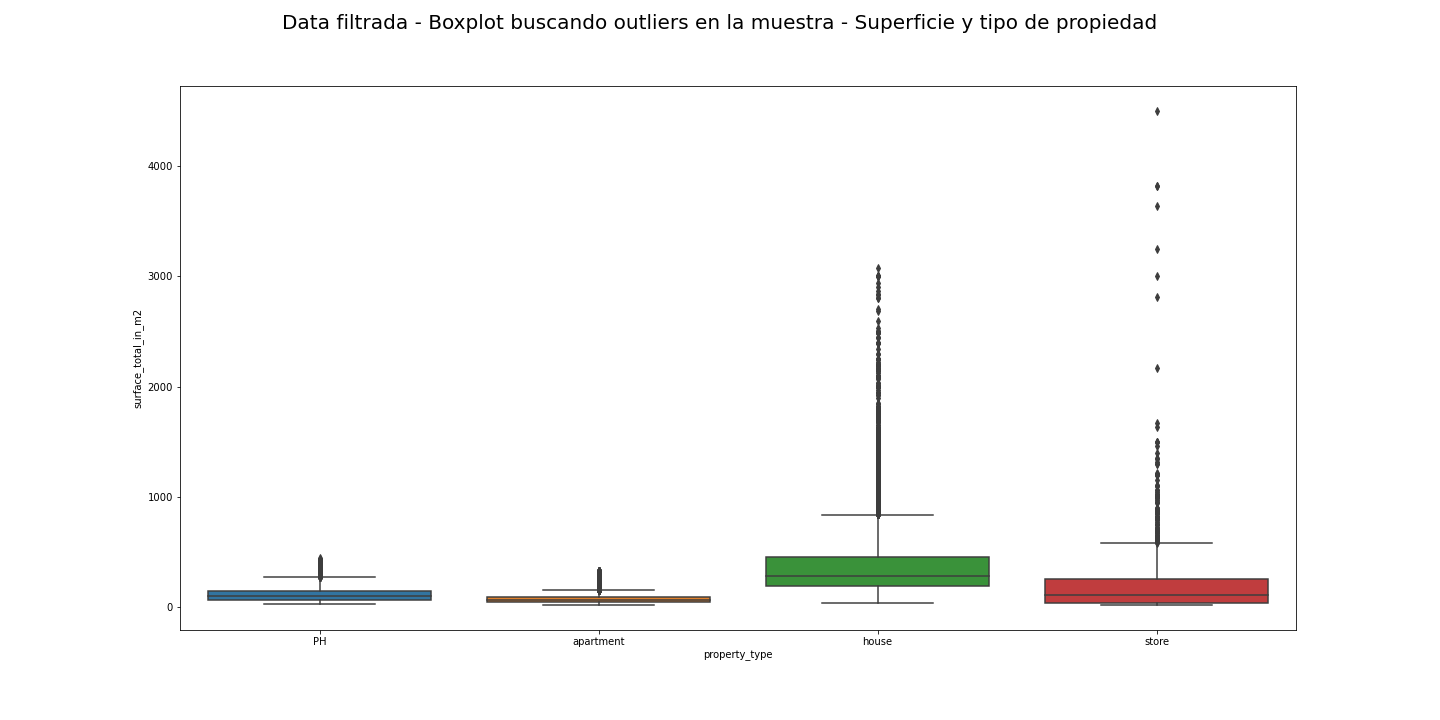 Data filtrada - Boxplot buscando outliers en la muestra - Superficie y tipo de propiedad
4000
3000
2000
1000
0
surface_total_in_m2
PH
apartment
house
store
property_type